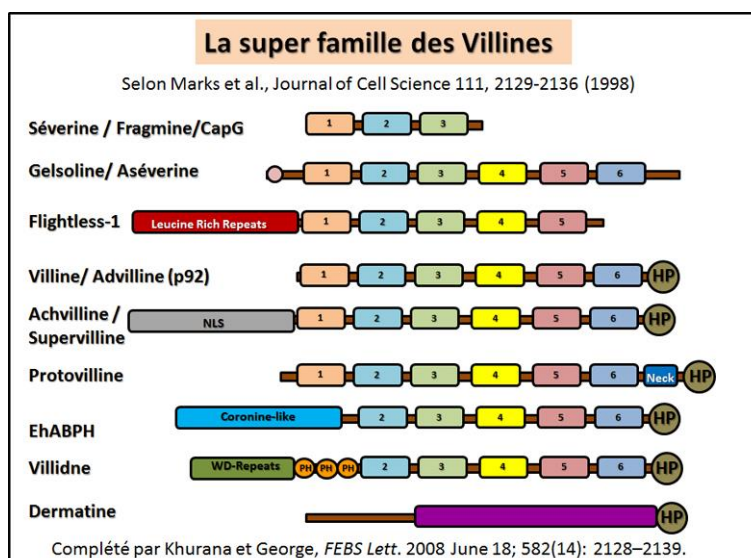 La super famille des Villines
Selon Marks et al., Journal of Cell Science 111, 2129-2136 (1998)
Séverine / Fragmine/CapG 1 2 3
Gelsoline/ Aséverine 1 2 3 4 5 6
Flightless-1 Leucine Rich Repeats 1 2 3 4 5
Villine/ Advilline (p92) 1 2 3 4 5 6 HP
Achvilline /
Supervilline NLS 1 2 3 4 5 6 HP
Protovilline 1 2 3 4 5 6 Neck HP
EhABPH Coronine-like 2 3 4 5 6 HP
Villidne WD-Repeats PH PH PH 2 3 4 5 6 HP
Dermatine HP
Complété par Khurana et George, FEBS Lett. 2008 June 18; 582(14): 2128–2139.